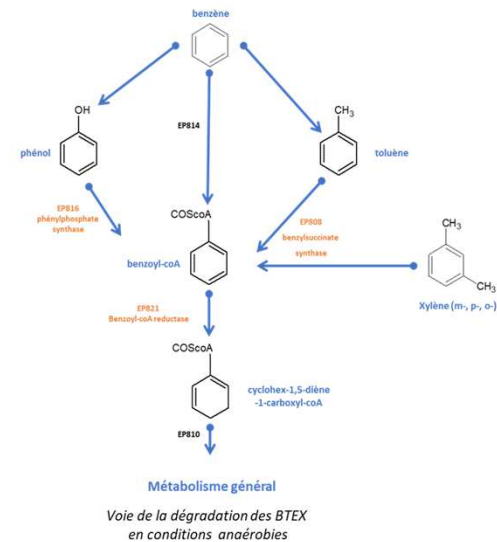 benzène
OH
CH3
EP814
phénol
toluène
EP816
phénylphosphate
synthase
COScoA
EP808
benzylsuccinate
synthase
CH3
benzoyl-coA
CH3
Xylène (m-, p-, o-)
EP821
Benzoyl-coA reductase
COScoA
cyclohex-1,5-diène
-1-carboxyl-coA
EP810
Métabolisme général
Voie de la dégradation des BTEX
en conditions anaérobies